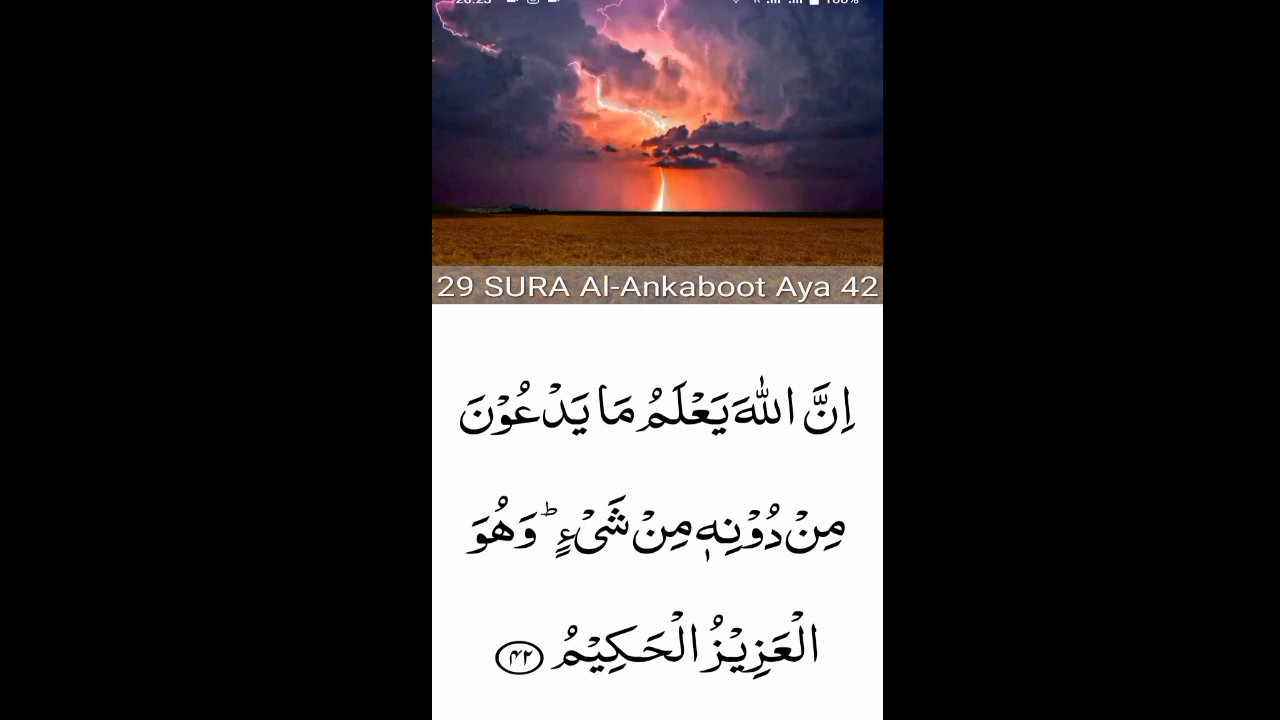 29 SURA Al-Ankaboot Aya 42
اِنَّ اللّٰهَ يَعْلَمُ مَا يَدْعُوْنَ
مِنْ دُوْنِهٖ مِنْ شَیْءٍ ؕ وَهُوَ
الْعَزِيْزُ الْحَكِيْمُ ۴۲